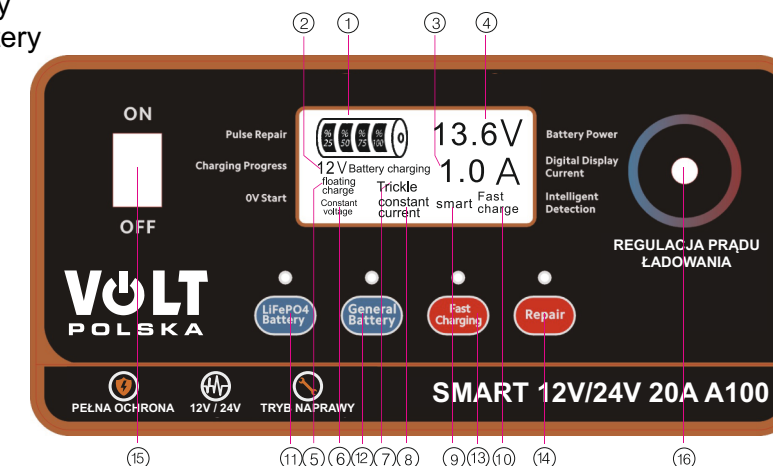 y
tery
① ② ③ ④
ON
OFF
Pulse Repair
Charging Progress
0V Start
% 25 % 50 % 75 % 100
13.6V
12V Battery charging
1.0 A
floating charge
Trickle
Constant voltage
constant current
smart
Fast charge
Battery Power
Digital Display
Current
Intelligent
Detection
REGULACJA PRĄDU
ŁADOWANIA
VOLT
POLSKA
LiFePO4
Battery
General
Battery
Fast
Charging
Repair
PEŁNA OCHRONA
12V / 24V
TRYB NAPRAWY
SMART 12V/24V 20A A100
⑮ ⑪ ⑤ ⑥ ⑫ ⑦ ⑧ ⑨ ⑬ ⑩ ⑭ ⑯